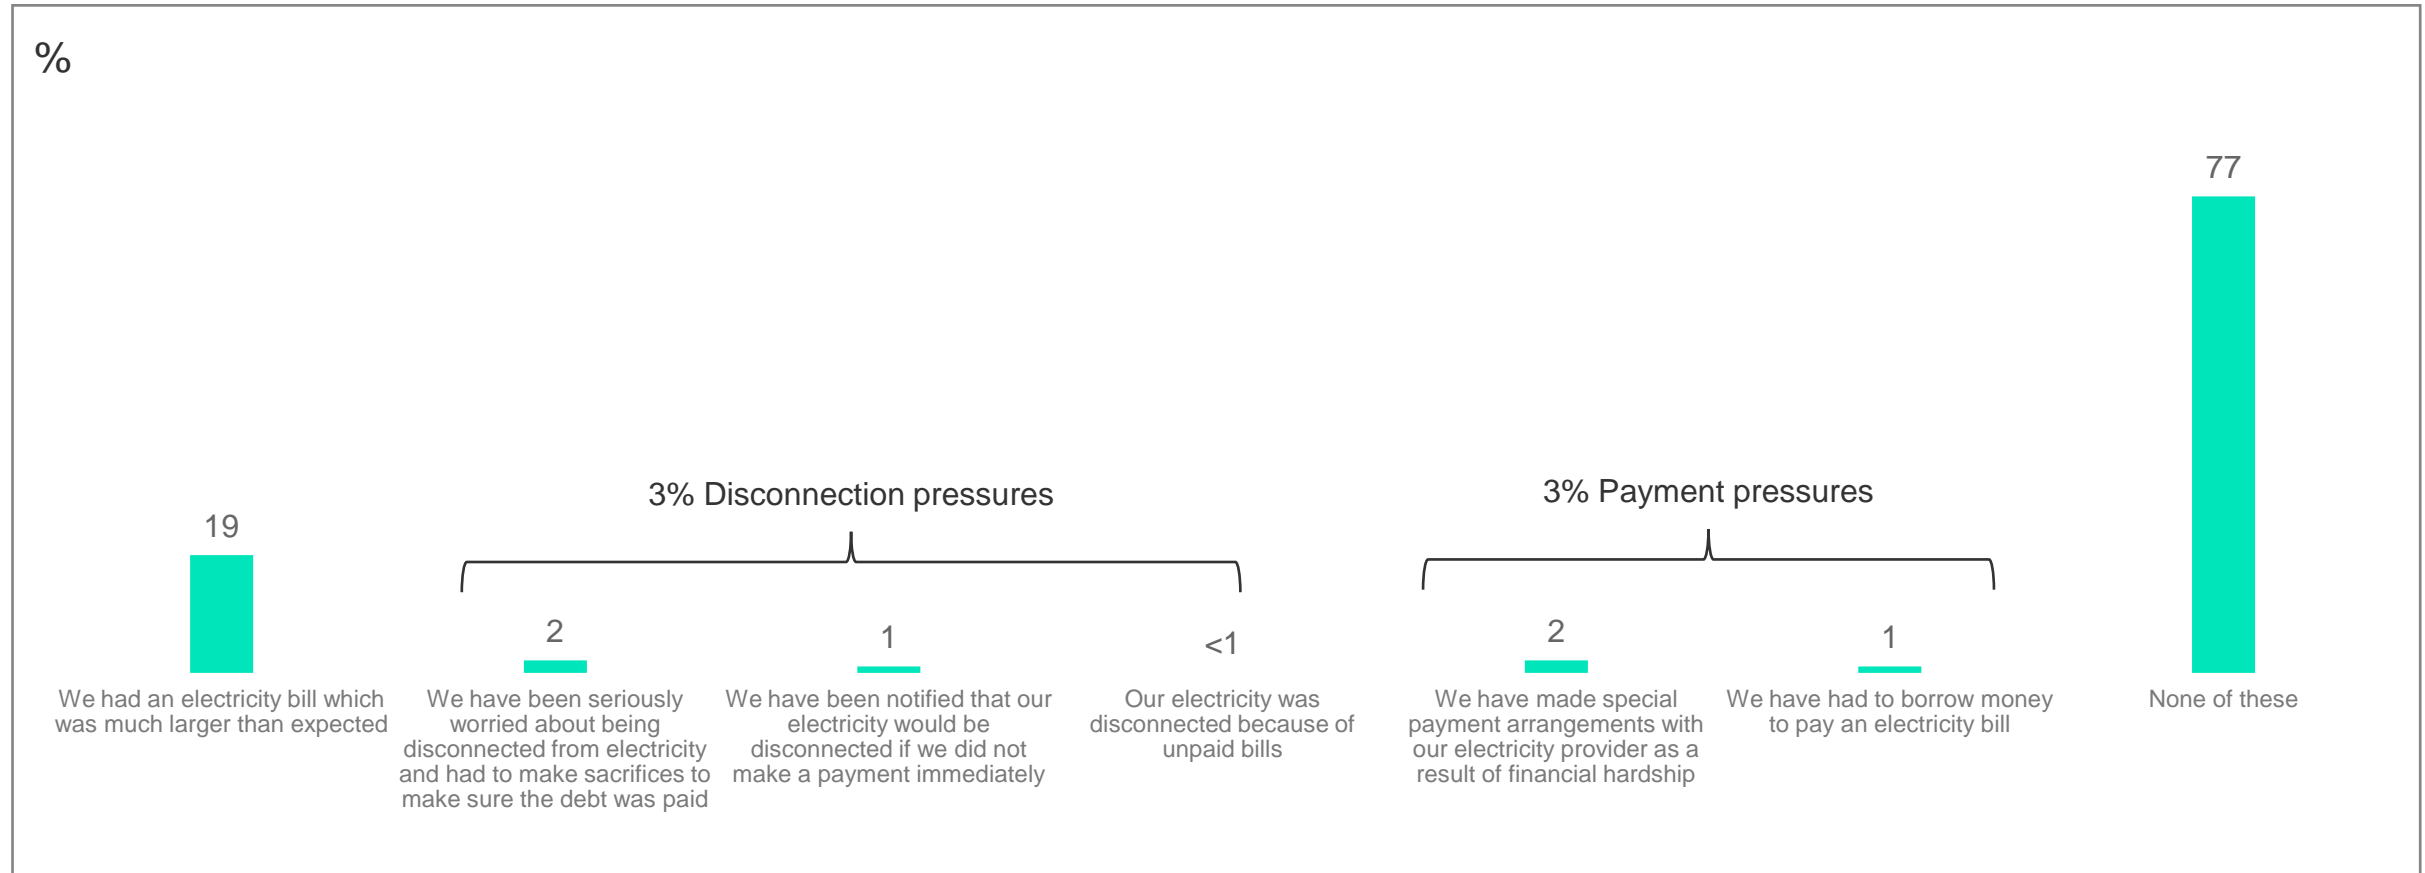 %
77
3% Disconnection pressures
3% Payment pressures
19
2
1
<1
2
1
We had an electricity bill which
was much larger than expected
We have been seriously
worried about being
disconnected from electricity
and had to make sacrifices to
make sure the debt was paid
We have been notified that our
electricity would be
disconnected if we did not
make a payment immediately
Our electricity was
disconnected because of
unpaid bills
We have made special
payment arrangements with
our electricity provider as a
result of financial hardship
We have had to borrow money
to pay an electricity bill
None of these